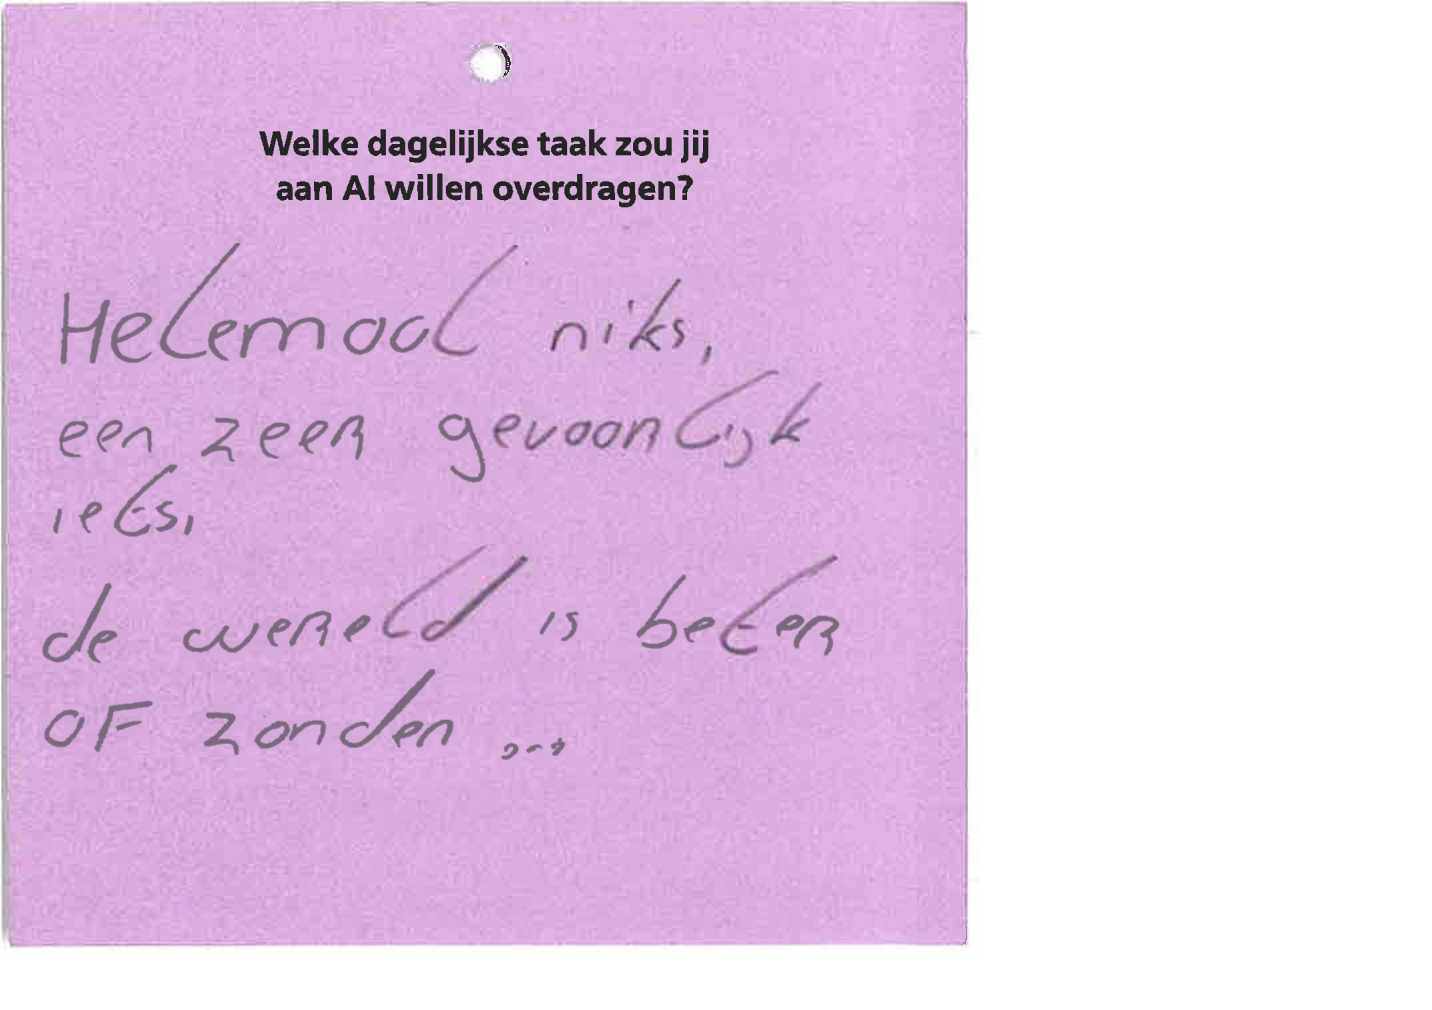 Welke dagelijkse taak zou jij
aan AI willen overdragen?
Helemaal niks,
een zeer gevaarlijk
iets,
de wereld is beter
of zonder ...